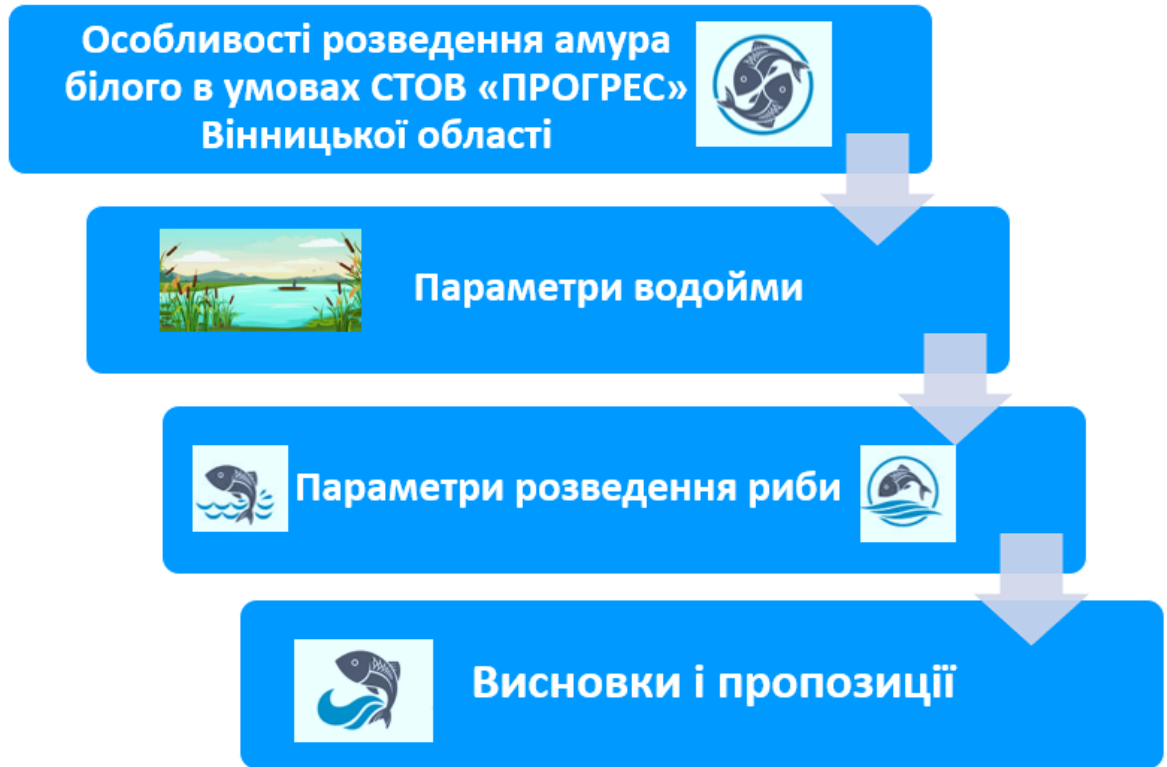 Особливості розведення амура
білого в умовах СТОВ «ПРОГРЕС»
Вінницької області
Параметри водойми
Параметри розведення риби
Висновки і пропозиції